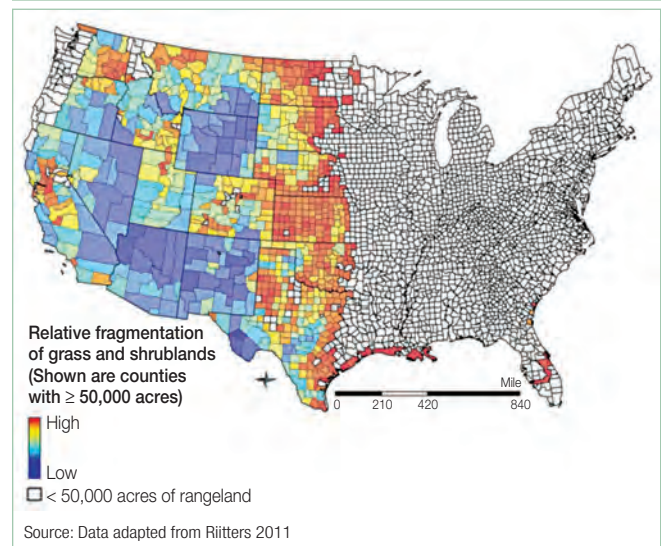 Mile
0 210 420 840
Relative fragmentation
of grass and shrublands
(Shown are counties
with ≥ 50,000 acres)
High
Low
< 50,000 acres of rangeland
Source: Data adapted from Riitters 2011